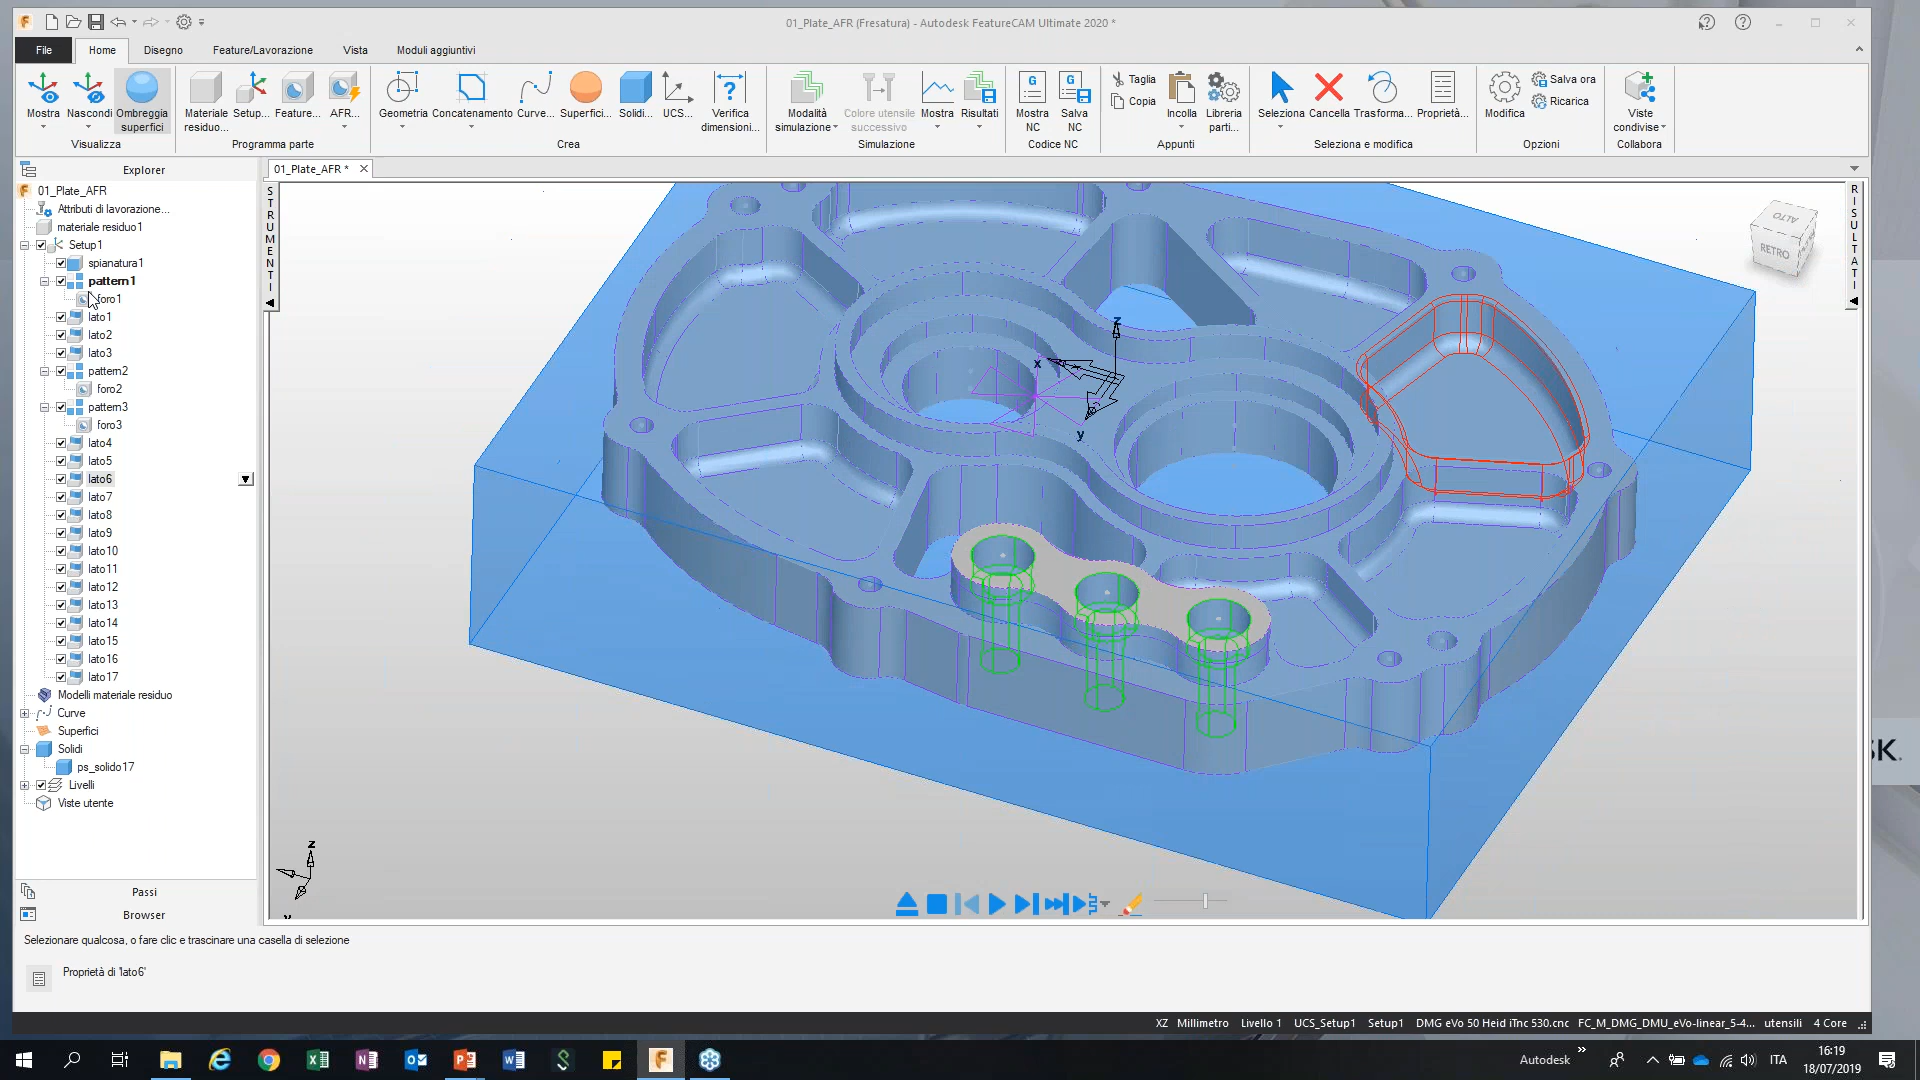 01_Plate_AFR (Fresatura) - Autodesk FeatureCAM Ultimate 2020 *
File Home Disegno Feature/Lavorazione Vista Moduli aggiuntivi
Mostra Nascondi Ombreggia superfici
Materiale residuo... Setup... Feature... AFR...
Geometria Concatenamento Curve... Superfici... Solidi... UCS... Verifica dimensioni...
Modalità simulazione Colore utensile successivo Mostra Risultati
Mostra NC Salva NC
Taglia
Copia
Incolla Libreria parti...
Seleziona Cancella Trasforma... Proprietà...
Modifica
Salva ora
Ricarica
Viste condivise
Visualizza Programma parte Crea Simulazione Codice NC Appunti Seleziona e modifica Opzioni Collabora
Explorer
01_Plate_AFR *
01_Plate_AFR
Attributi di lavorazione...
materiale residuo1
Setup1
spianatura1
pattern1
foro1
lato1
lato2
lato3
pattern2
foro2
pattern3
foro3
lato4
lato5
lato6
lato7
lato8
lato9
lato10
lato11
lato12
lato13
lato14
lato15
lato16
lato17
Modelli materiale residuo
Curve
Superfici
Solidi
ps_solido17
Livelli
Viste utente
Passi
Browser
STRUMENTI
RISULTATI
ALTO
RETRO
z
x
y
z
SK.
Selezionare qualcosa, o fare clic e trascinare una casella di selezione
Proprietà di 'lato6'
XZ Millimetro Livello 1 UCS_Setup1 Setup1 DMG eVo 50 Heid iTnc 530.cnc FC_M_DMG_DMU_eVo-linear_5-4... utensili 4 Core
Autodesk
ITA
16:19
18/07/2019